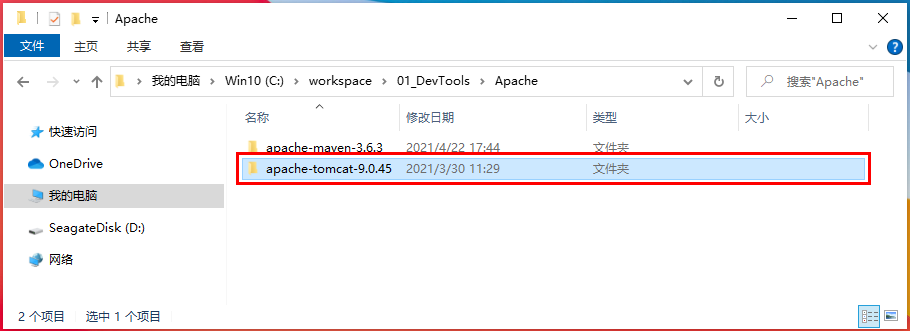 Apache
文件 主页 共享 查看
我的电脑 Win10 (C:) workspace 01_DevTools Apache 搜索"Apache"
名称 修改日期 类型 大小
快速访问
OneDrive
我的电脑
SeagateDisk (D:)
网络
apache-maven-3.6.3 2021/4/22 17:44 文件夹
apache-tomcat-9.0.45 2021/3/30 11:29 文件夹
2 个项目 选中 1 个项目